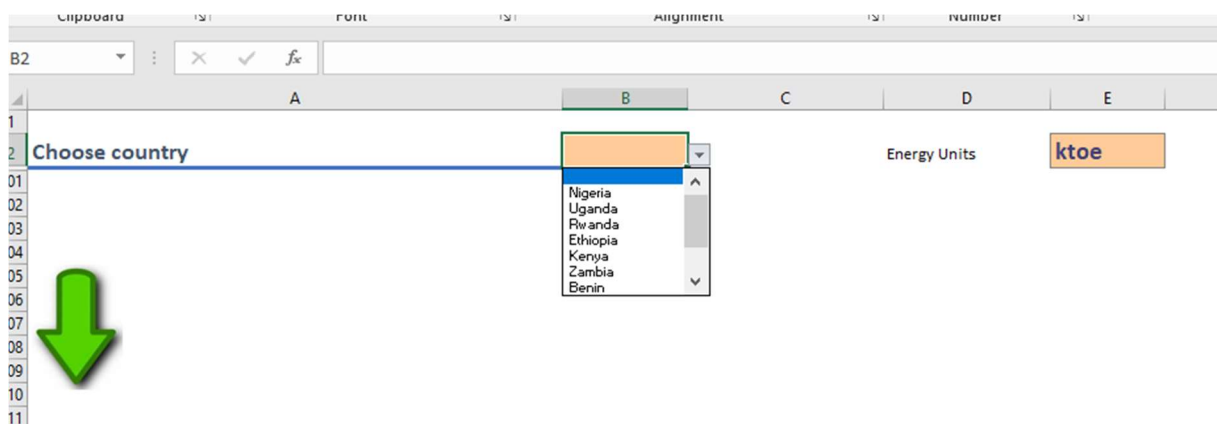 Clipboard Font Alignment Number
B2 fx
A B C D E
1
2 Choose country Energy Units ktoe
01
Nigeria
02 Uganda
03 Rwanda
04 Ethiopia
Kenya
05 Zambia
06 Benin
07
08
09
10
11